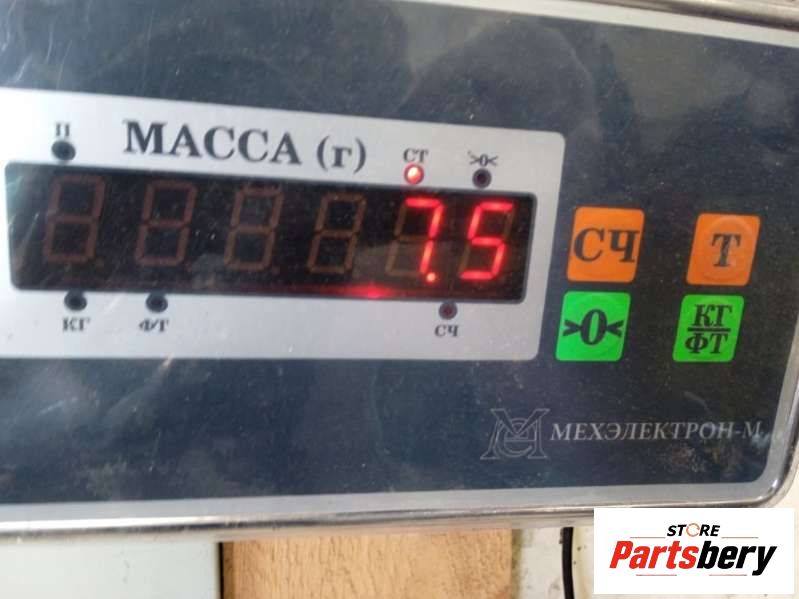 П
МАССА (г)
СТ
>0<
7.5
КГ
ФТ
СЧ
СЧ
Т
>0<
КГ
ФТ
МЕХЭЛЕКТРОН-М
STORE
Partsbery